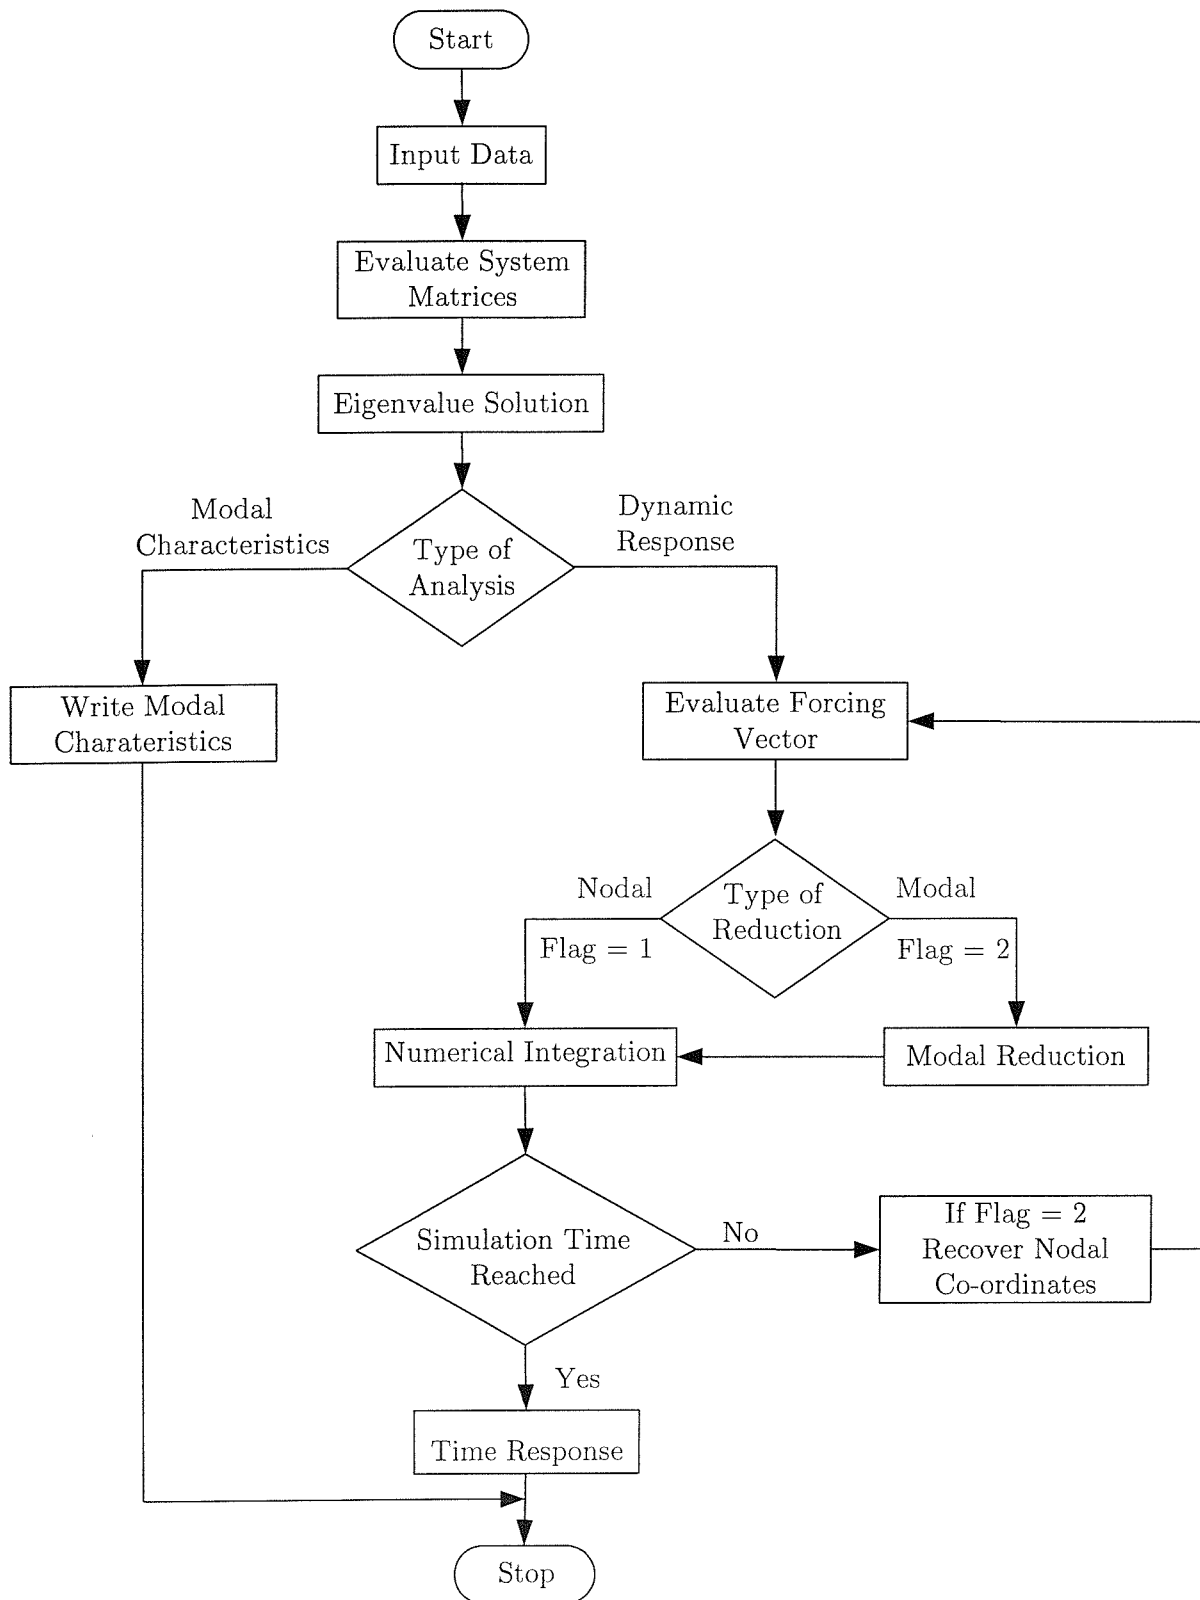 Start
Input Data
Evaluate System
Matrices
Eigenvalue Solution
Modal
Characteristics
Dynamic
Response
Type of
Analysis
Write Modal
Charateristics
Evaluate Forcing
Vector
Nodal
Type of
Reduction
Modal
Flag = 1
Flag = 2
Numerical Integration
Modal Reduction
Simulation Time
Reached
No
If Flag = 2
Recover Nodal
Co-ordinates
Yes
Time Response
Stop